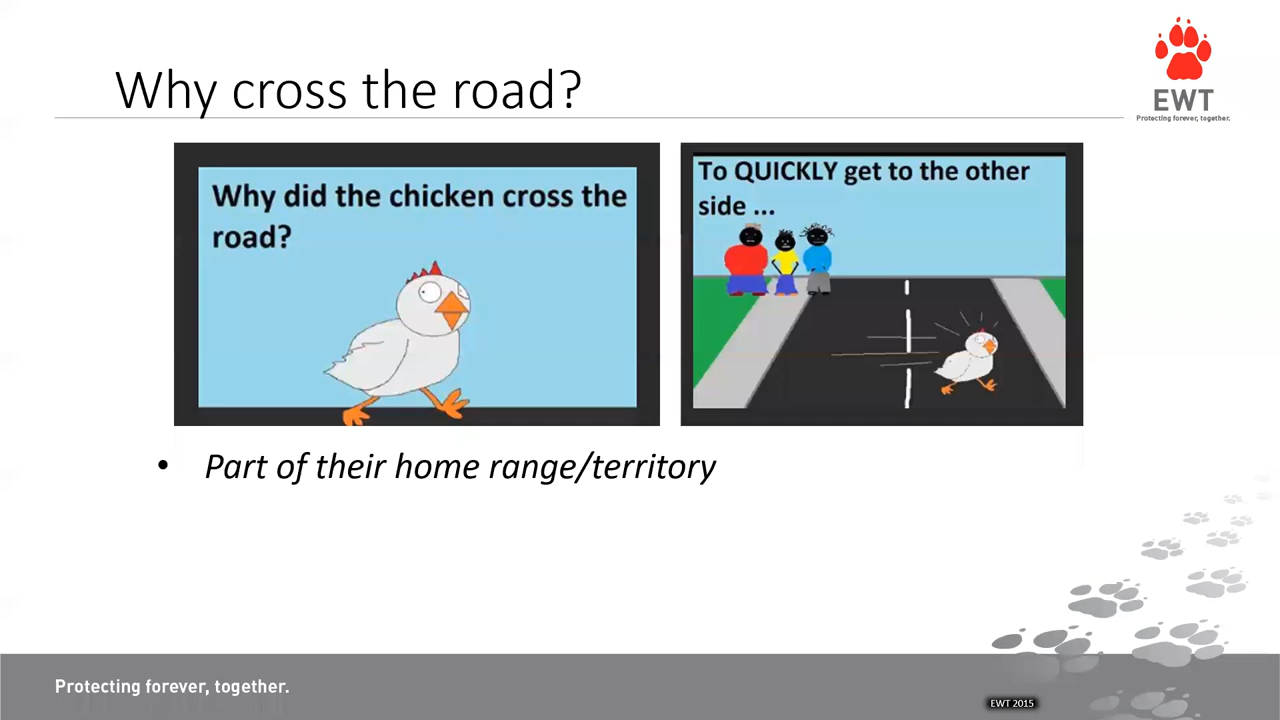 Why cross the road?
EWT
Protecting forever, together.
Why did the chicken cross the
road?
To QUICKLY get to the other
side ...
• Part of their home range/territory
Protecting forever, together.
EWT 2015